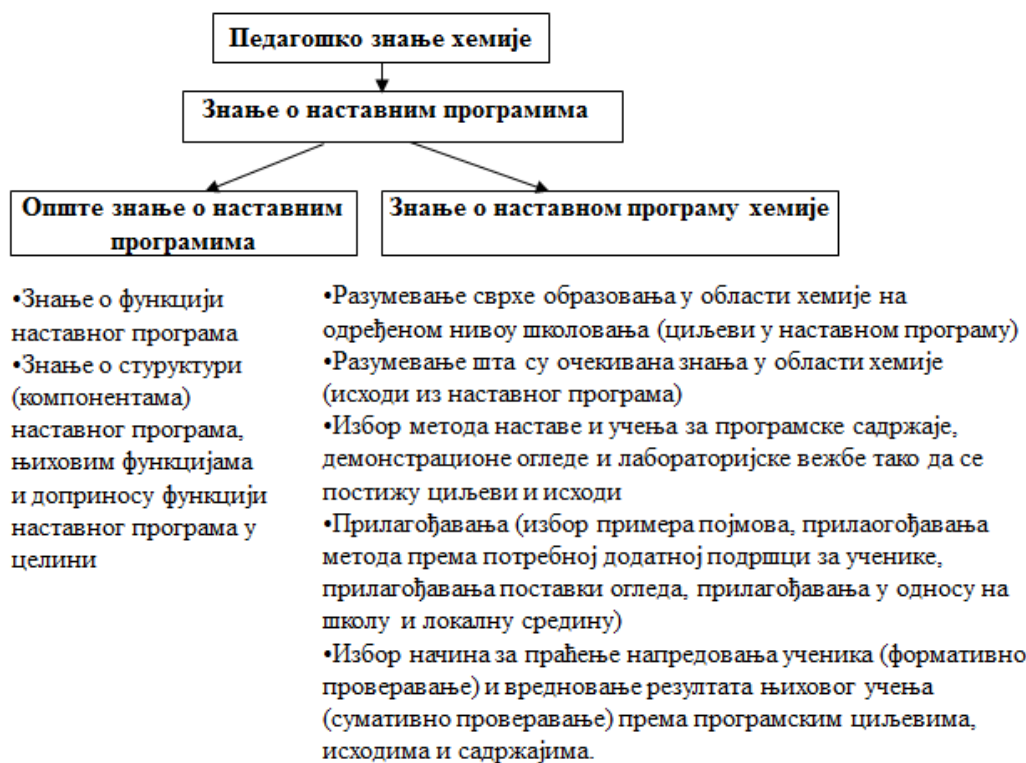 Педагошко знање хемије
Знање о наставним програмима
Опште знање о наставним
програмима
Знање о наставном програму хемије
•Знање о функцији
наставног програма
•Знање о стуруктури
(компонентама)
наставног програма,
њиховим функцијама
и доприносу функцији
наставног програма у
целини
•Разумевање сврхе образовања у области хемије на
одређеном нивоу школовања (циљеви у наставном програму)
•Разумевање шта су очекивана знања у области хемије
(исходи из наставног програма)
•Избор метода наставе и учења за програмске садржаје,
демонстрационе огледе и лабораторијске вежбе тако да се
постижу циљеви и исходи
•Прилагођавања (избор примера појмова, прилаогођавања
метода према потребној додатној подршци за ученике,
прилагођавања поставки огледа, прилагођавања у односу на
школу и локалну средину)
•Избор начина за праћење напредовања ученика (формативно
проверавање) и вредновање резултата њиховог учења
(сумативно проверавање) према програмским циљевима,
исходима и садржајима.